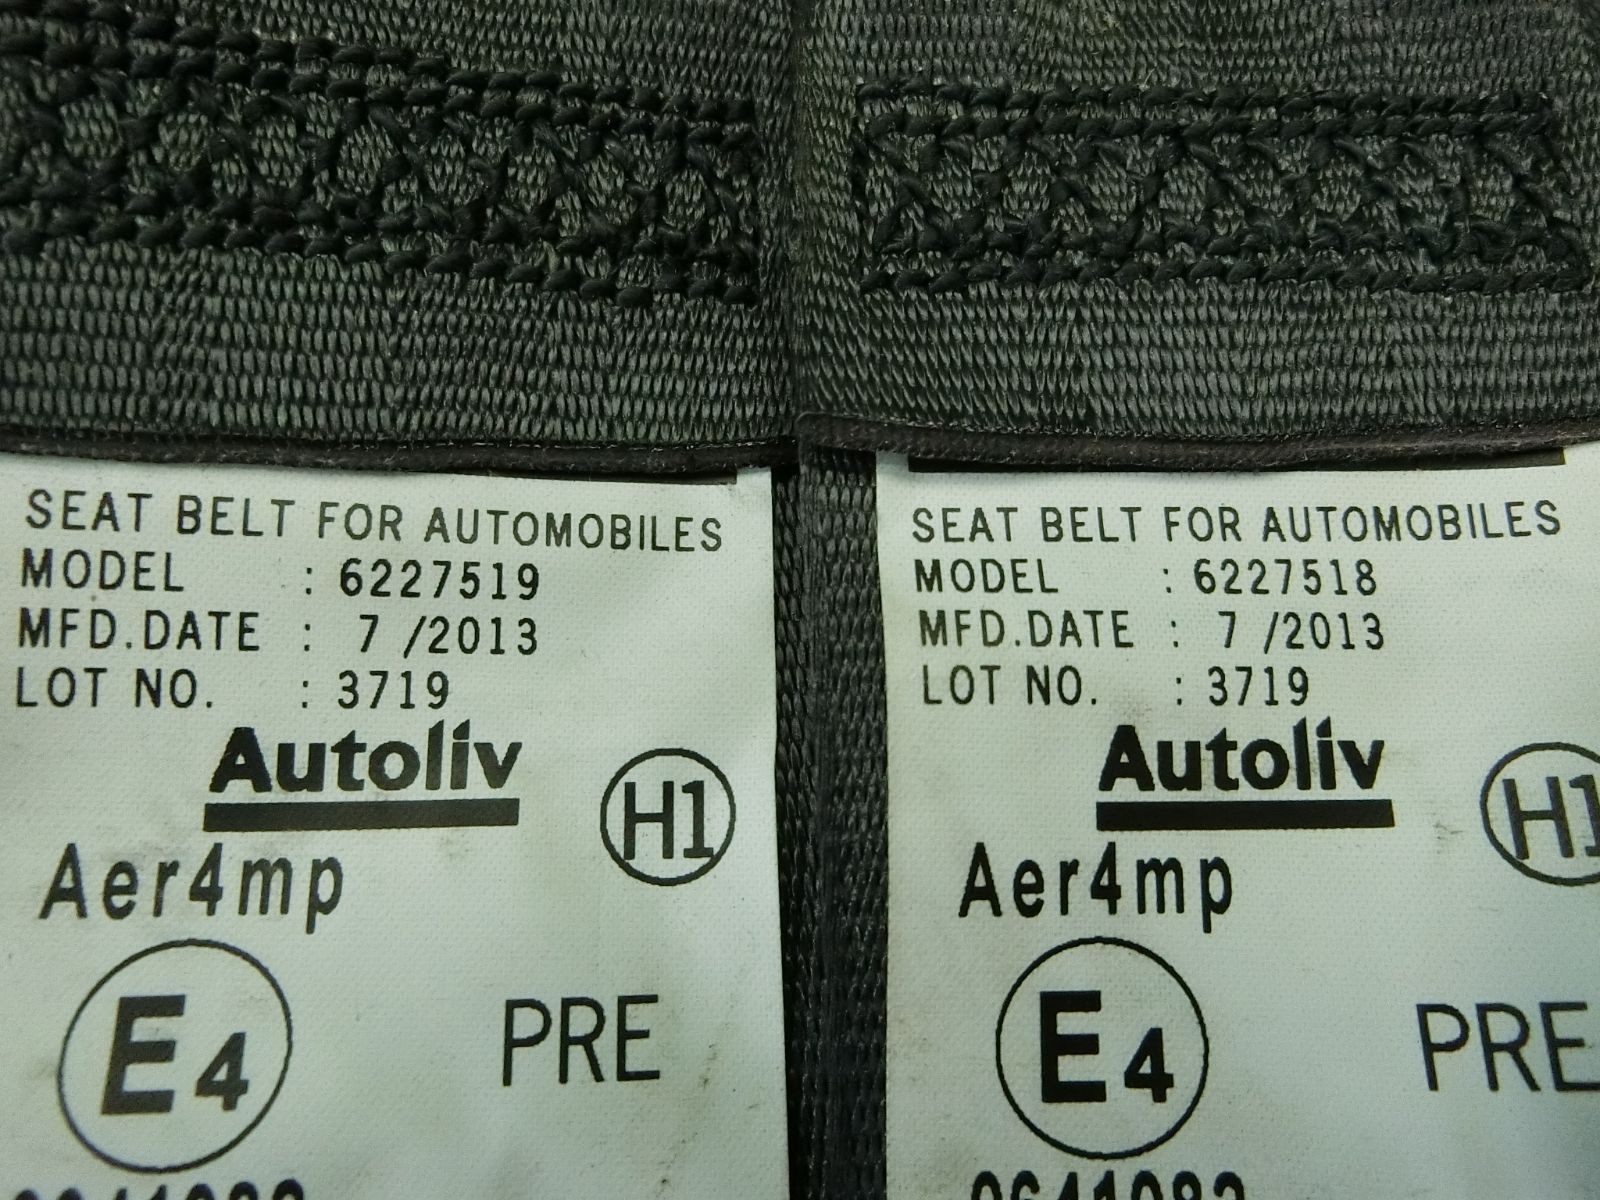 SEAT BELT FOR AUTOMOBILES
MODEL : 6227519
MFD.DATE : 7 /2013
LOT NO. : 3719
Autoliv
H1
Aer4mp
E4
PRE
SEAT BELT FOR AUTOMOBILES
MODEL : 6227518
MFD.DATE : 7 /2013
LOT NO. : 3719
Autoliv
H1
Aer4mp
E4
PRE